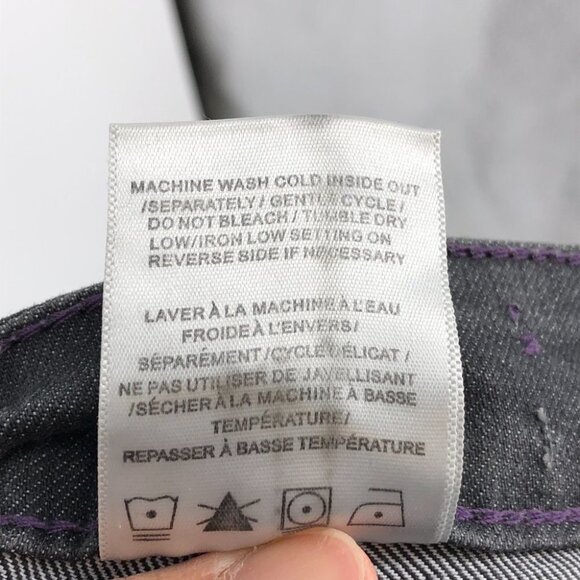 MACHINE WASH COLD INSIDE OUT
/SEPARATELY/ GENTLE CYCLE/
DO NOT BLEACH/ TUMBLE DRY
LOW/IRON LOW SETTING ON
REVERSE SIDE IF NECESSARY
LAVER À LA MACHINE À L'EAU
FROIDE À L'ENVERS/
SÉPARÉMENT/CYCLE DÉLICAT /
NE PAS UTILISER DE JAVELLISANT
/SÉCHER À LA MACHINE À BASSE
TEMPÉRATURE/
REPASSER À BASSE TEMPÉRATURE